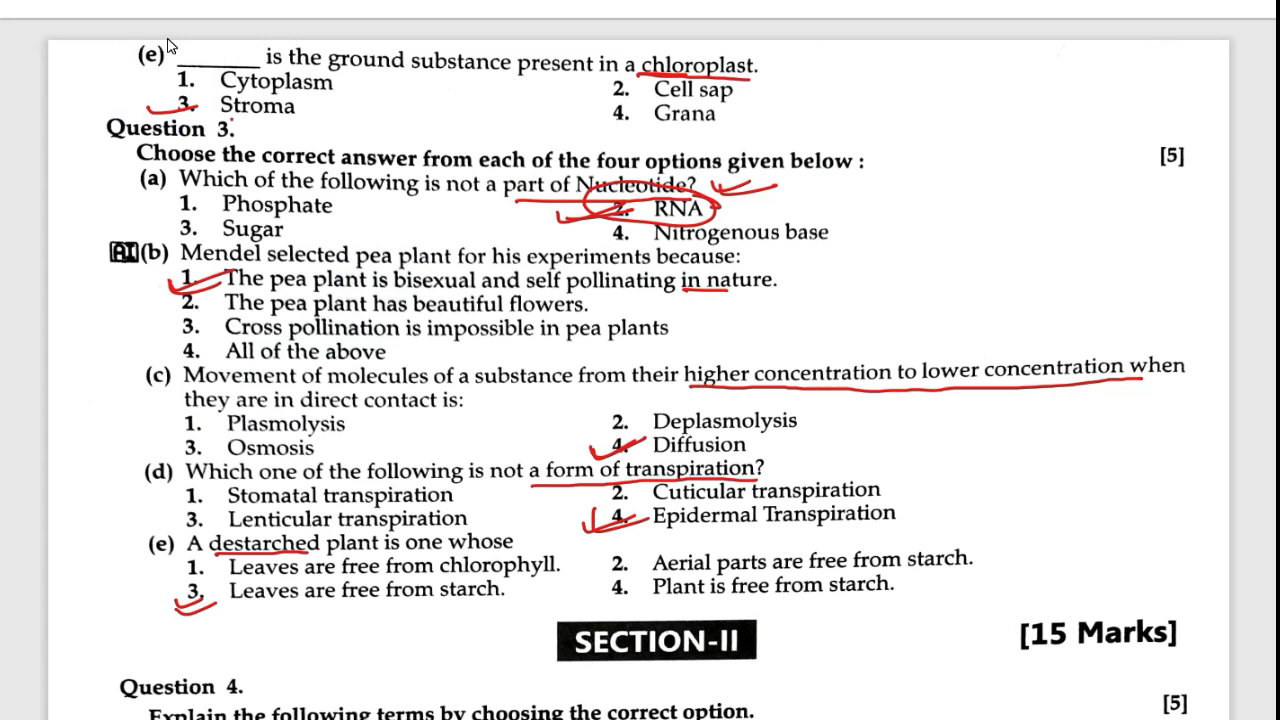 (e) ________ is the ground substance present in a chloroplast.
1. Cytoplasm 2. Cell sap
3. Stroma 4. Grana
Question 3.
Choose the correct answer from each of the four options given below : [5]
(a) Which of the following is not a part of Nucleotide?
1. Phosphate 2. RNA
3. Sugar 4. Nitrogenous base
AI (b) Mendel selected pea plant for his experiments because:
1. The pea plant is bisexual and self pollinating in nature.
2. The pea plant has beautiful flowers.
3. Cross pollination is impossible in pea plants
4. All of the above
(c) Movement of molecules of a substance from their higher concentration to lower concentration when
they are in direct contact is:
1. Plasmolysis 2. Deplasmolysis
3. Osmosis 4. Diffusion
(d) Which one of the following is not a form of transpiration?
1. Stomatal transpiration 2. Cuticular transpiration
3. Lenticular transpiration 4. Epidermal Transpiration
(e) A destarched plant is one whose
1. Leaves are free from chlorophyll. 2. Aerial parts are free from starch.
3. Leaves are free from starch. 4. Plant is free from starch.
SECTION-II [15 Marks]
Question 4. [5]
Explain the following terms by choosing the correct option.